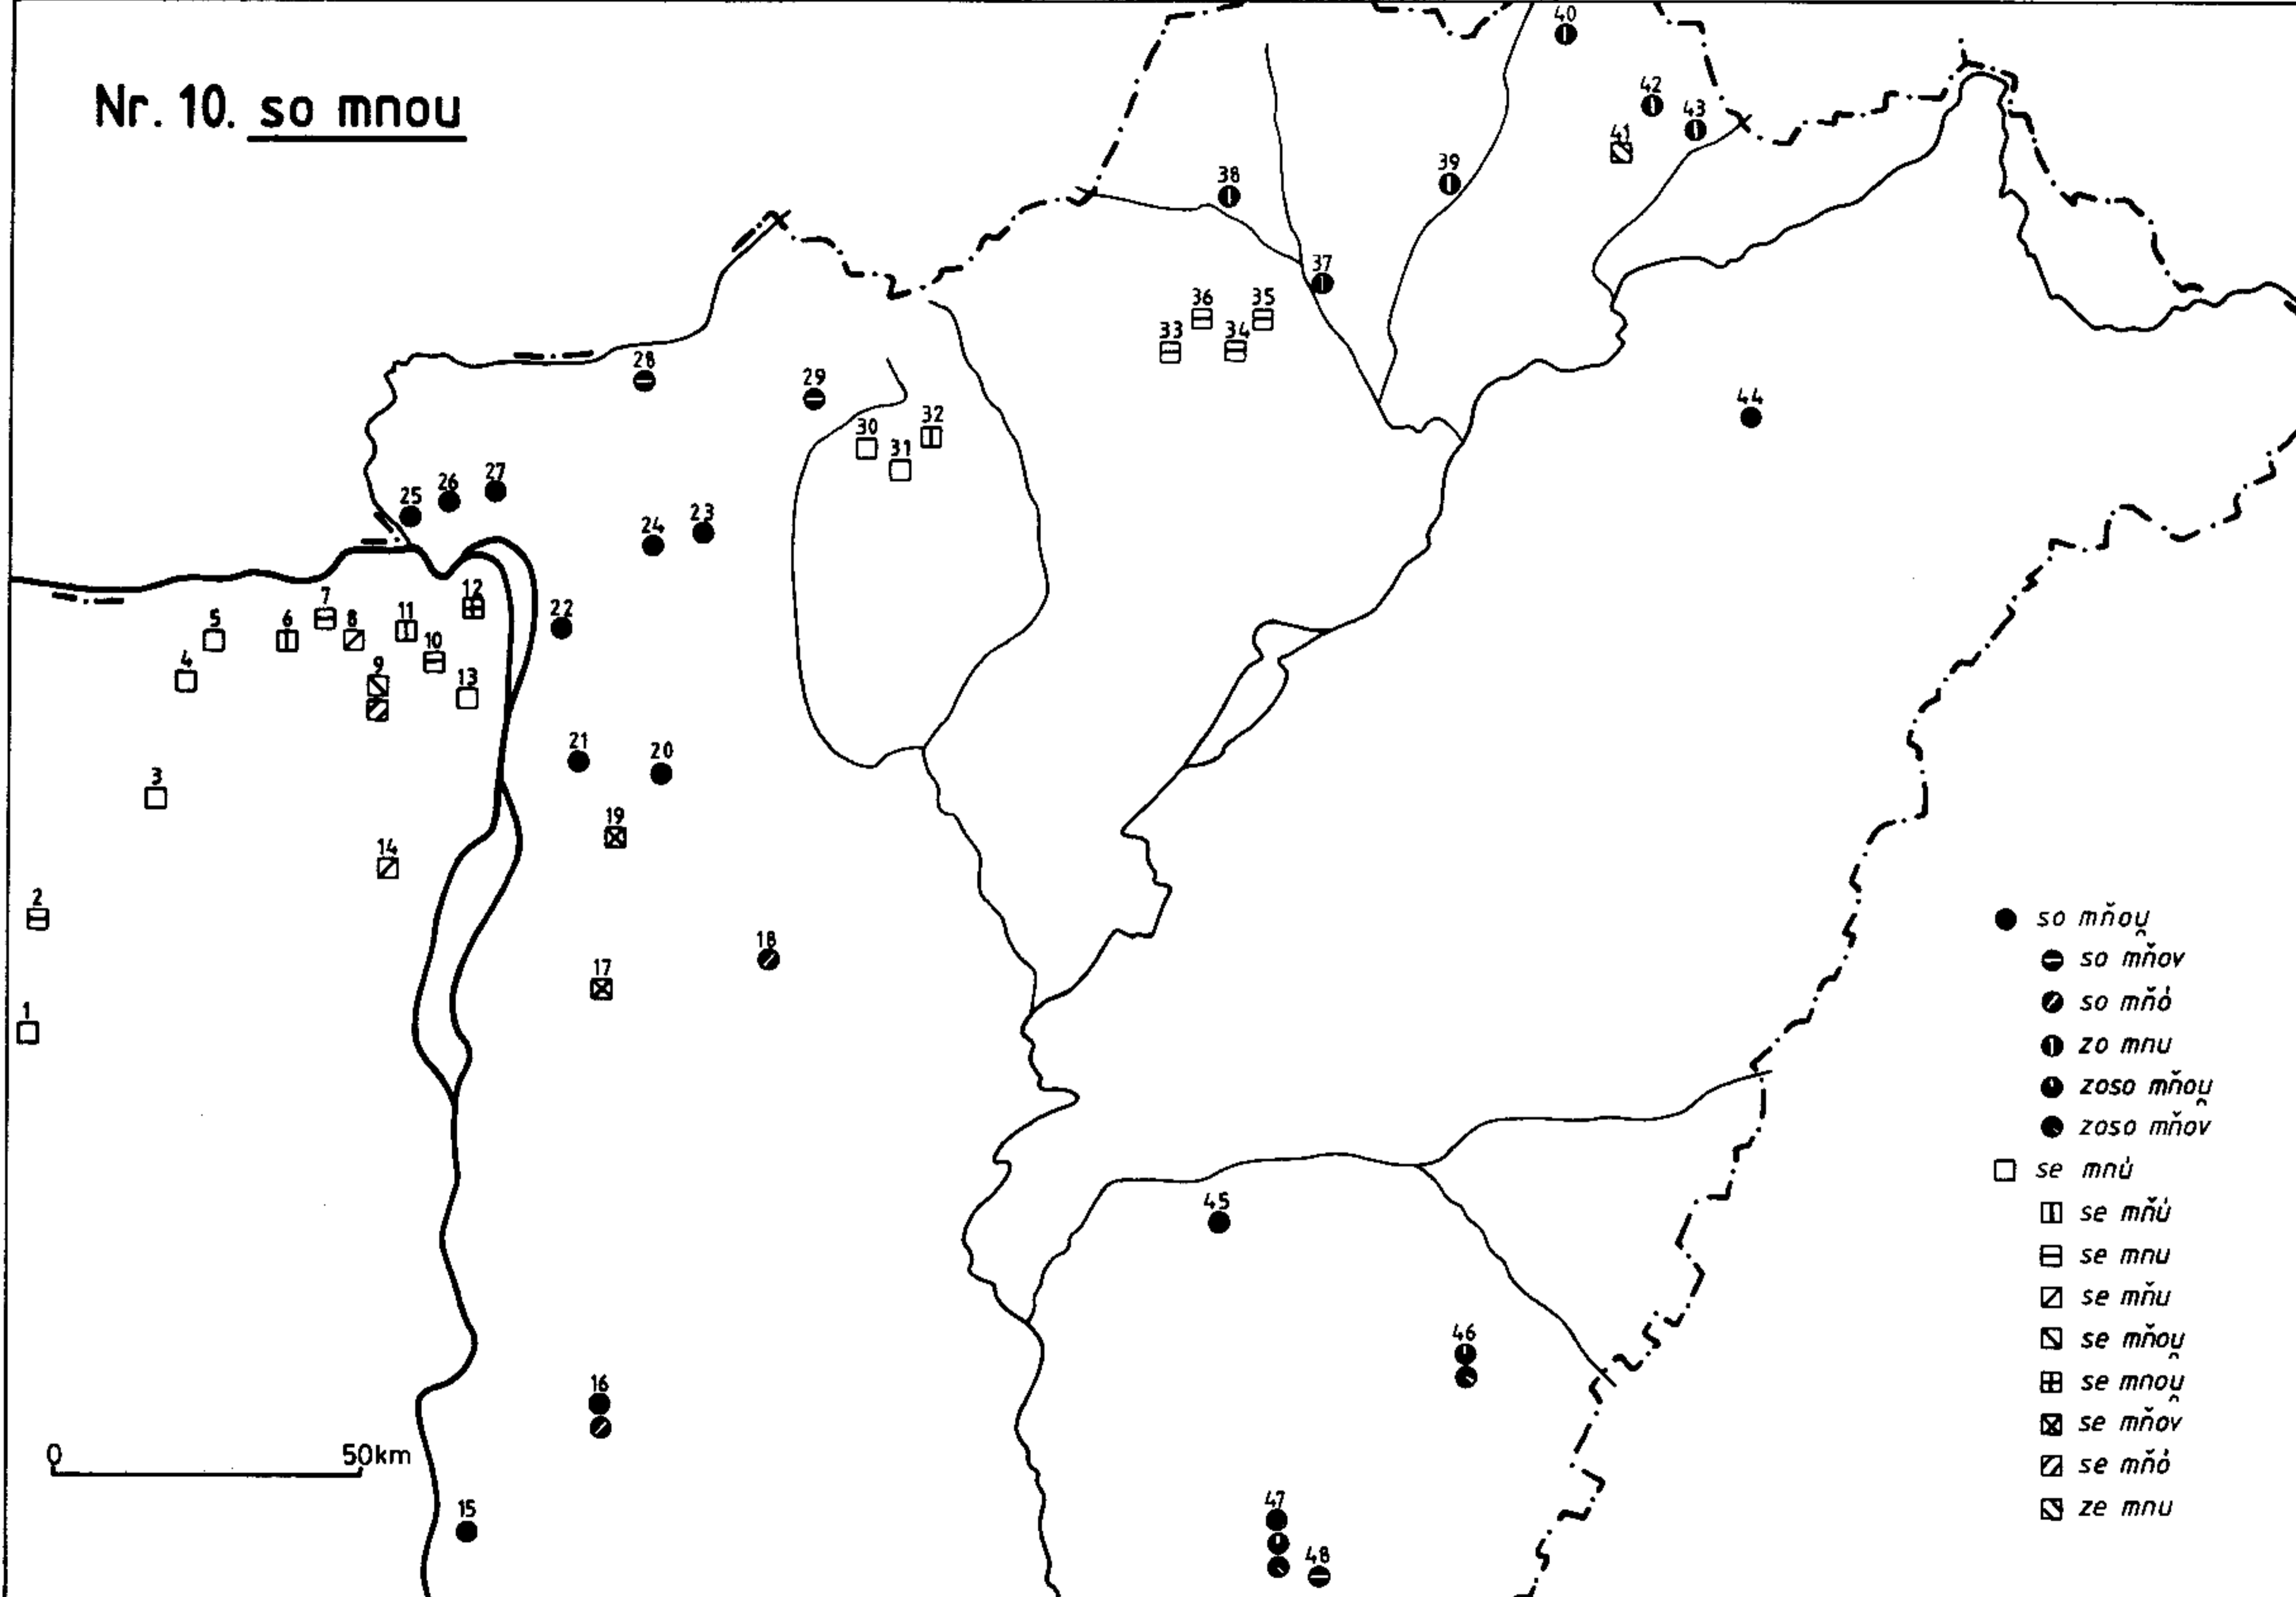 Nr. 10. so mnou
40
42
43
41
39
38
37
36
35
33
34
28
29
44
32
30
31
27
26
25
23
24
12
7
11
22
5
6
8
10
4
9
13
21
20
3
19
14
2
18
17
1
45
46
16
0 50km
15
47
48
so mňou̯
so mňov
so mňȯ
zo mnu
zoso mňou̯
zoso mňov
se mnu̇
se mňu̇
se mnu
se mňu
se mňou̯
se mnou̯
se mňov
se mňȯ
ze mnu